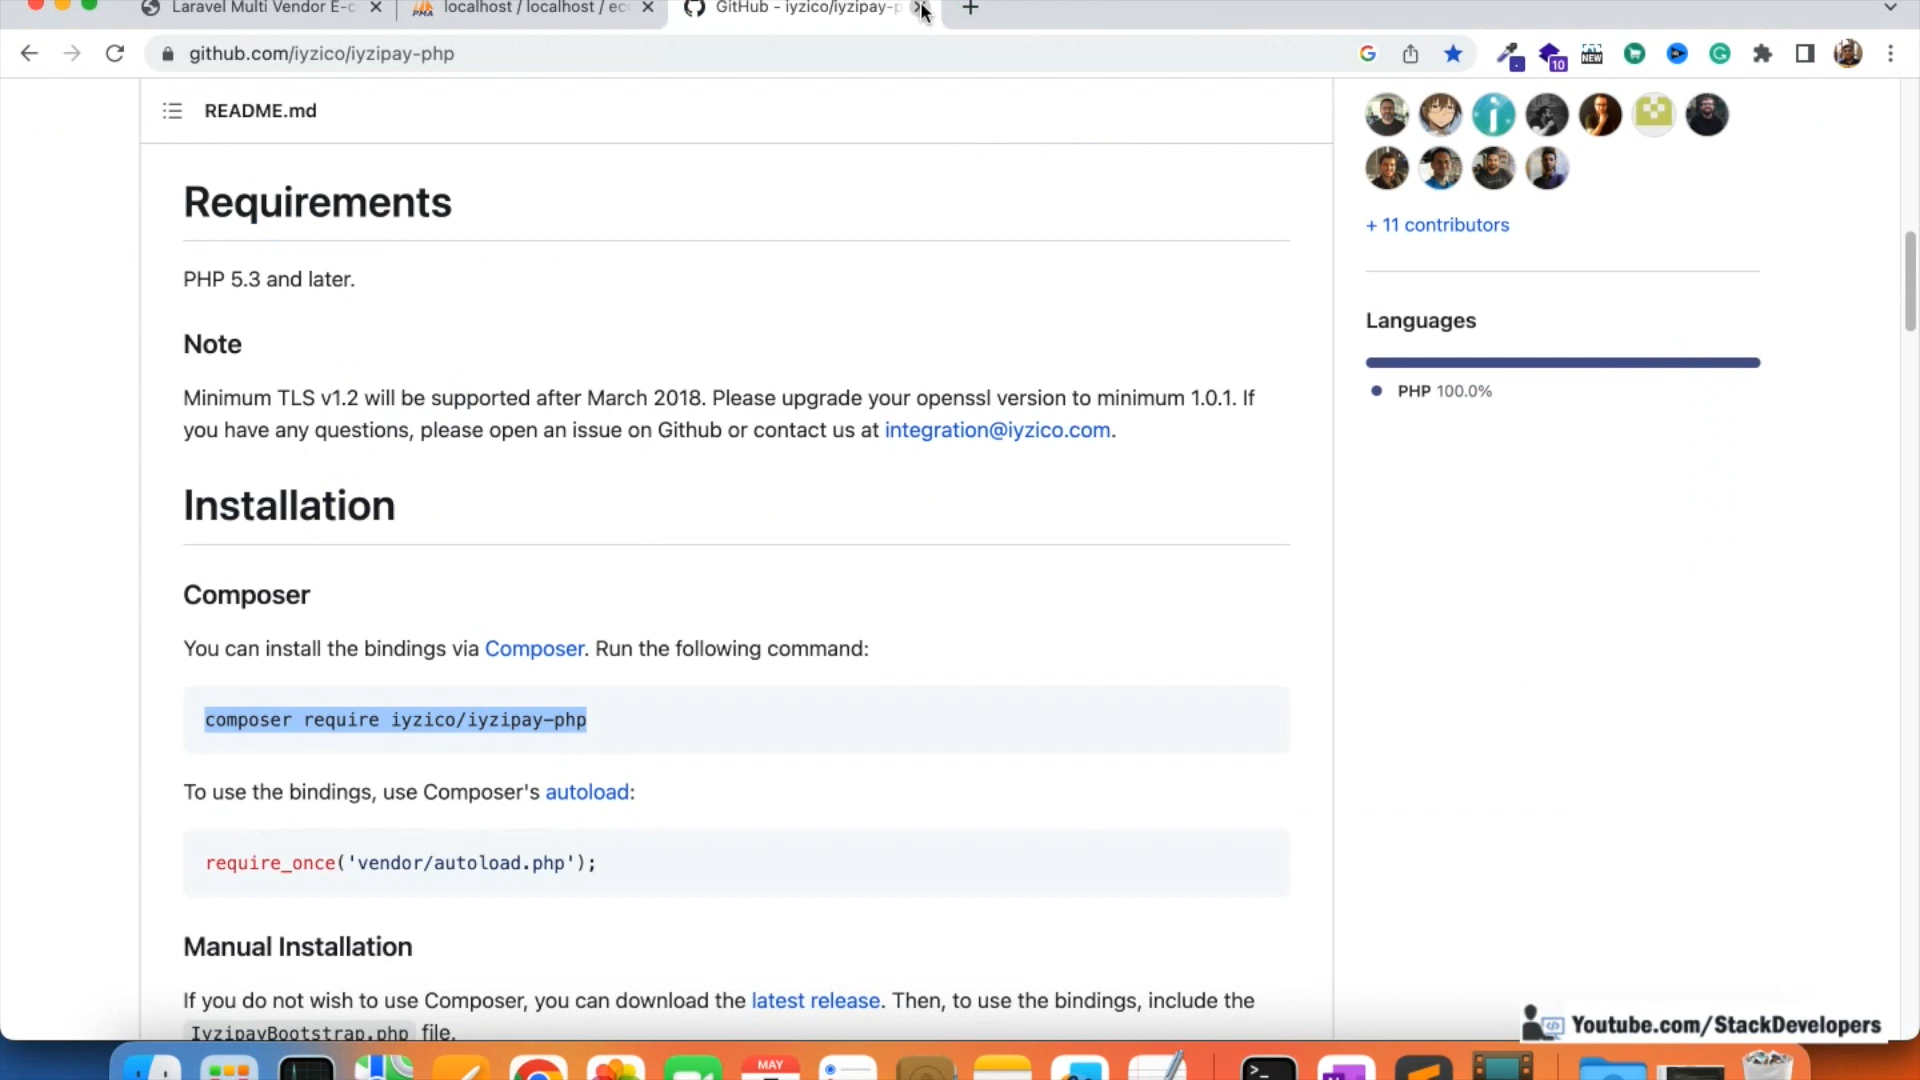 Laravel Multi Vendor E-c
localhost / localhost / ec
GitHub - iyzico/iyzipay-p
github.com/iyzico/iyzipay-php
10
NEW
README.md
Requirements
PHP 5.3 and later.
Note
Minimum TLS v1.2 will be supported after March 2018. Please upgrade your openssl version to minimum 1.0.1. If
you have any questions, please open an issue on Github or contact us at integration@iyzico.com.
Installation
Composer
You can install the bindings via Composer. Run the following command:
composer require iyzico/iyzipay-php
To use the bindings, use Composer's autoload:
require_once('vendor/autoload.php');
Manual Installation
If you do not wish to use Composer, you can download the latest release. Then, to use the bindings, include the
IyzipayBootstrap.php file.
+ 11 contributors
Languages
PHP 100.0%
Youtube.com/StackDevelopers
MAY